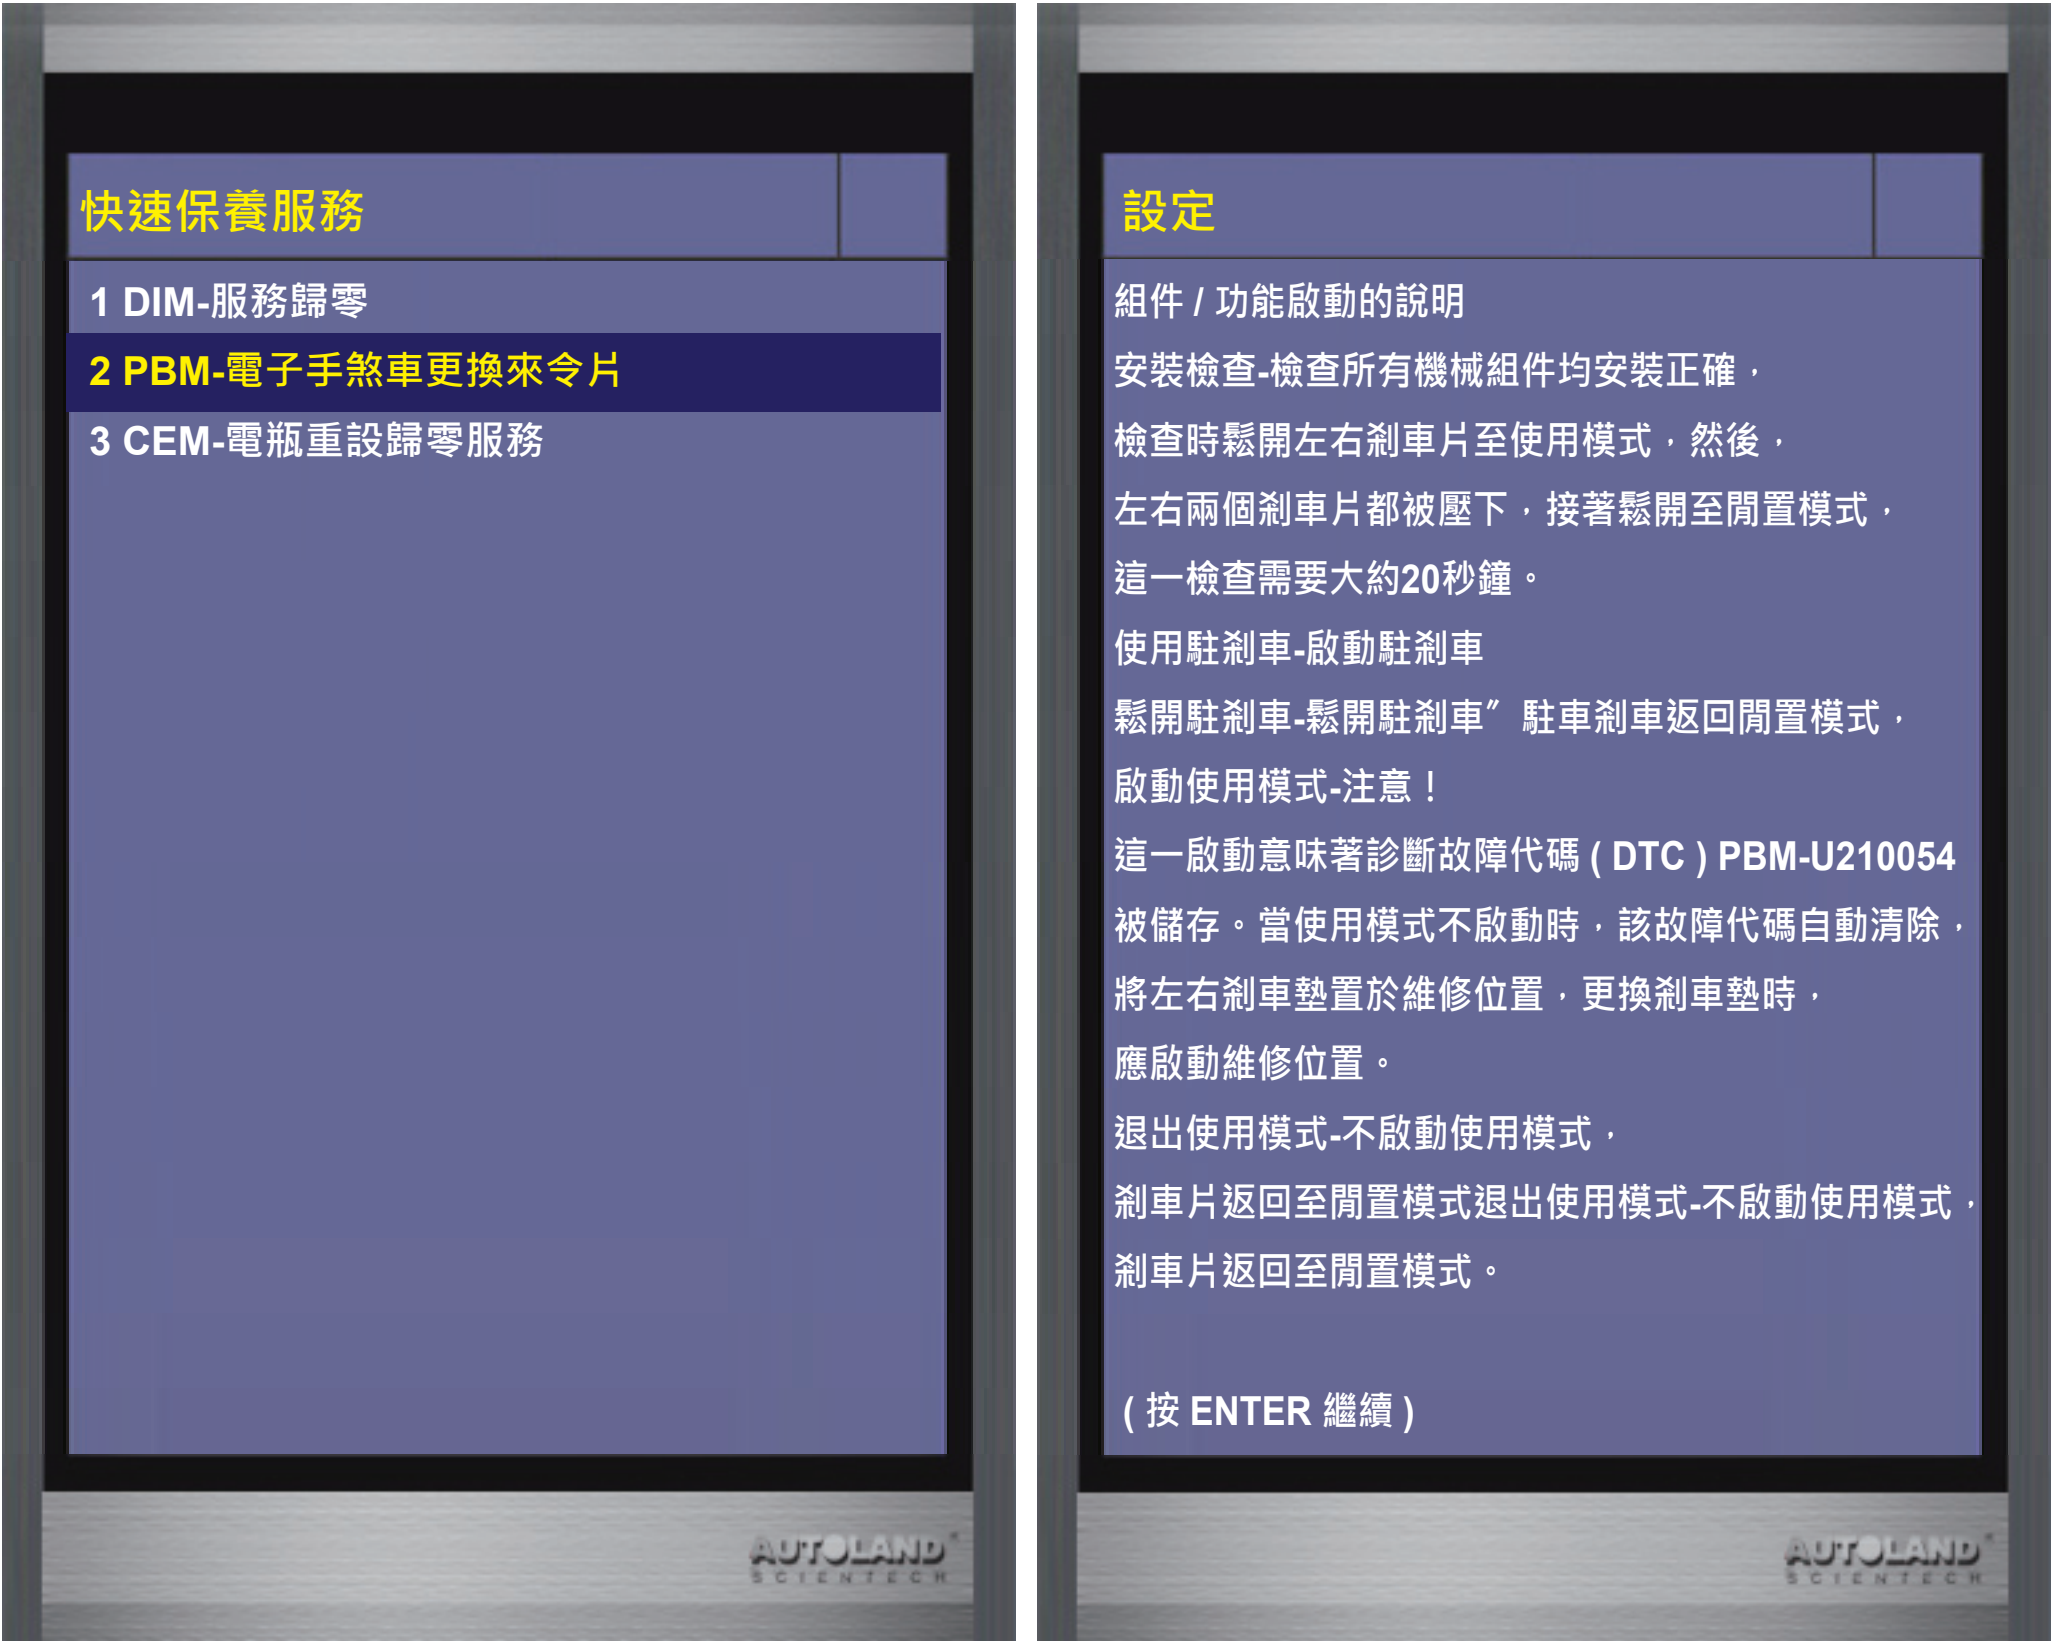 快速保養服務
1 DIM-服務歸零
2 PBM-電子手煞車更換來令片
3 CEM-電瓶重設歸零服務
AUTOLAND
SCIENTECH
設定
組件 / 功能啟動的說明
安裝檢查-檢查所有機械組件均安裝正確，
檢查時鬆開左右剎車片至使用模式，然後，
左右兩個剎車片都被壓下，接著鬆開至閒置模式，
這一檢查需要大約20秒鐘。
使用駐剎車-啟動駐剎車
鬆開駐剎車-鬆開駐剎車〞駐車剎車返回閒置模式，
啟動使用模式-注意！
這一啟動意味著診斷故障代碼 ( DTC ) PBM-U210054
被儲存。當使用模式不啟動時，該故障代碼自動清除，
將左右剎車墊置於維修位置，更換剎車墊時，
應啟動維修位置。
退出使用模式-不啟動使用模式，
剎車片返回至閒置模式退出使用模式-不啟動使用模式，
剎車片返回至閒置模式。
( 按 ENTER 繼續 )
AUTOLAND
SCIENTECH